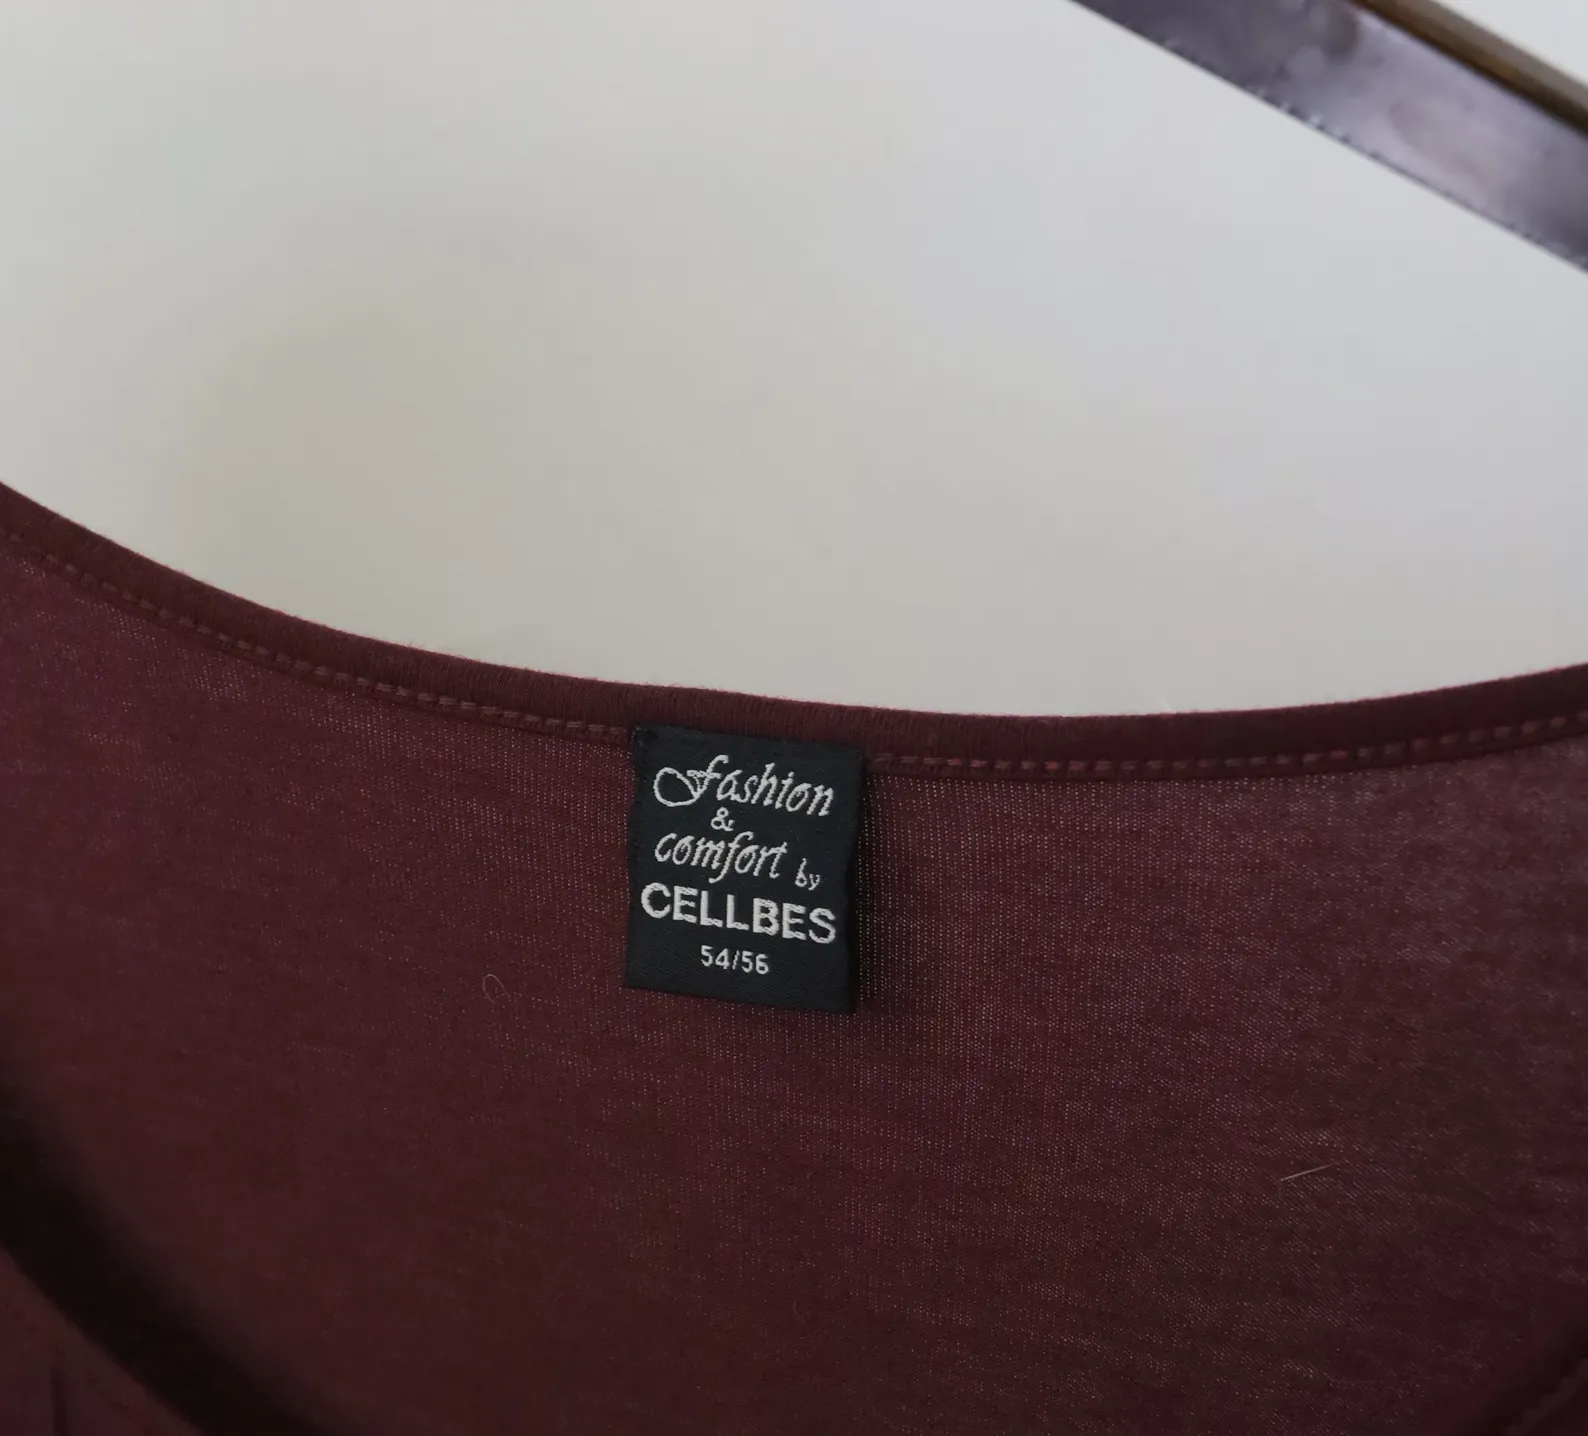 fashion
&
comfort by
CELLBES
54/56